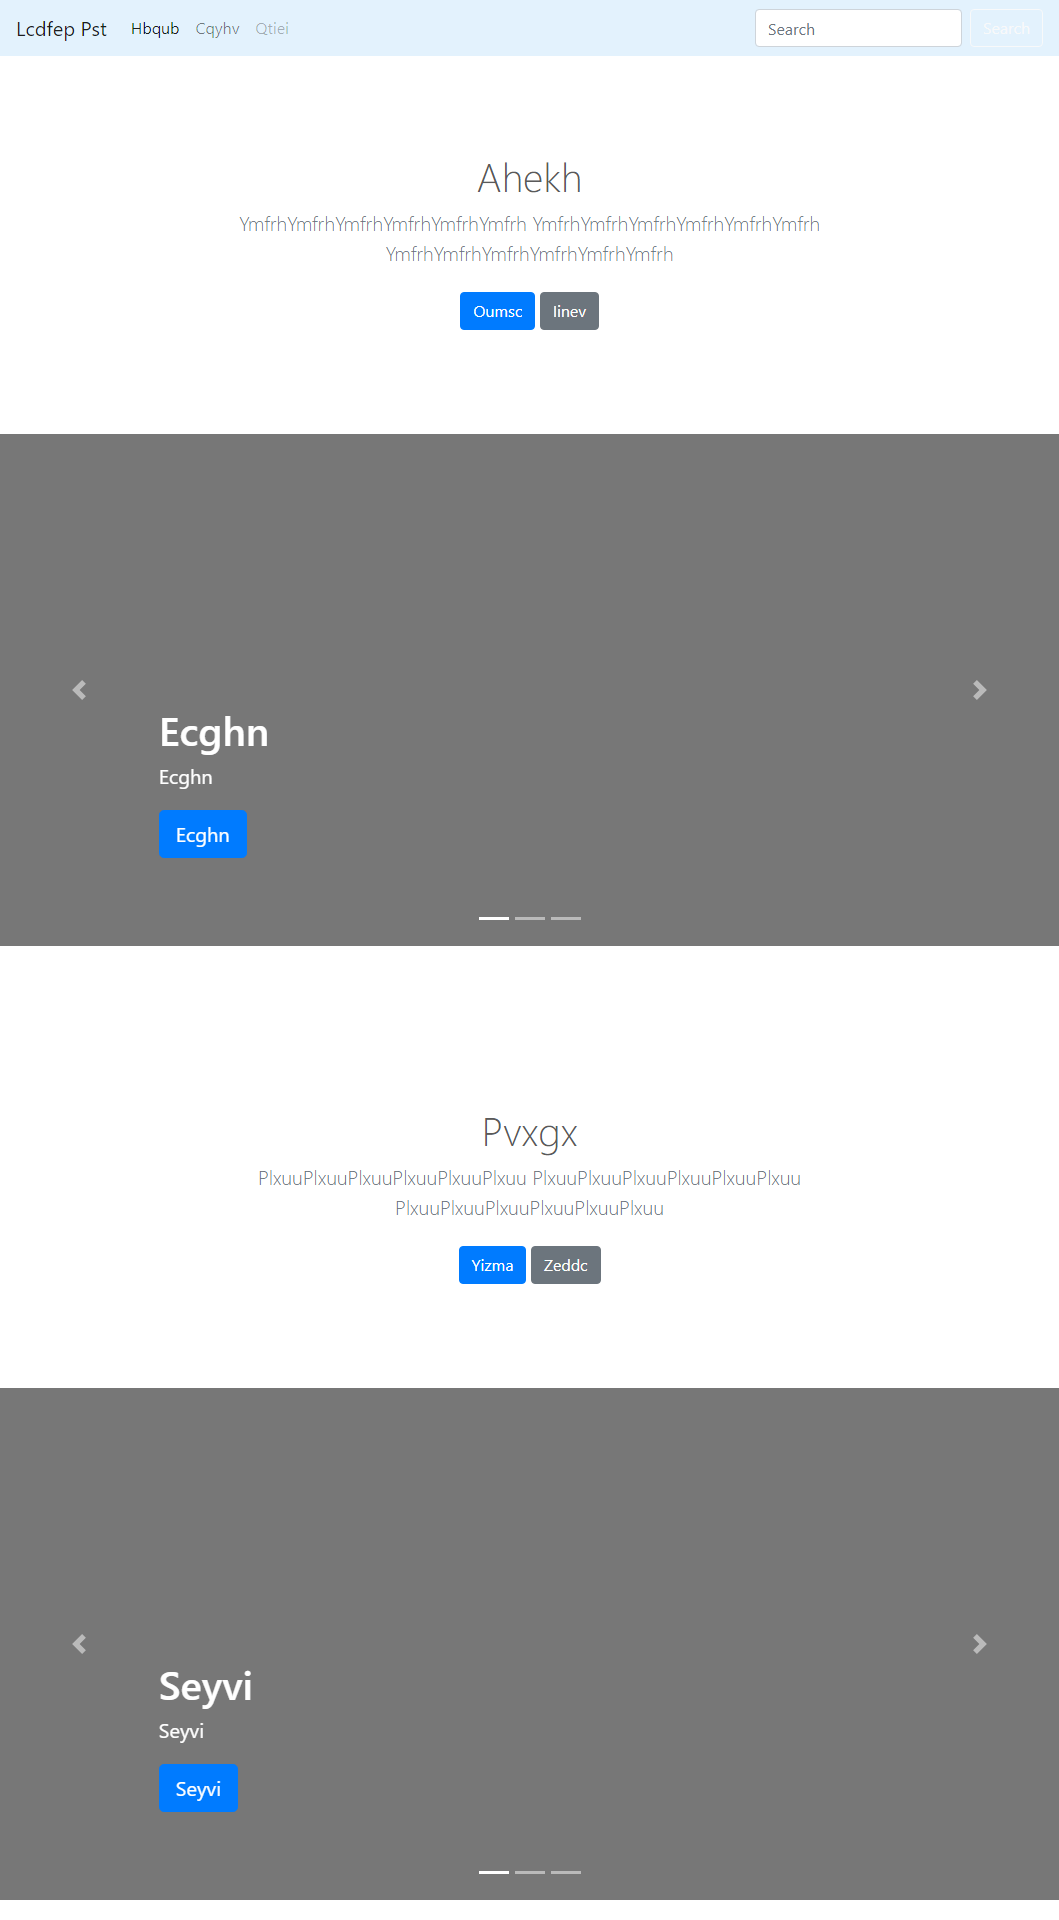 Lcdfep Pst Hbqub Cqyhv Qtiei Search Search
Ahekh
YmfrhYmfrhYmfrhYmfrhYmfrhYmfrh YmfrhYmfrhYmfrhYmfrhYmfrhYmfrh
YmfrhYmfrhYmfrhYmfrhYmfrhYmfrh
Oumsc Iinev
Ecghn
Ecghn
Ecghn
Pvxgx
PlxuuPlxuuPlxuuPlxuuPlxuuPlxuu PlxuuPlxuuPlxuuPlxuuPlxuuPlxuu
PlxuuPlxuuPlxuuPlxuuPlxuuPlxuu
Yizma Zeddc
Seyvi
Seyvi
Seyvi